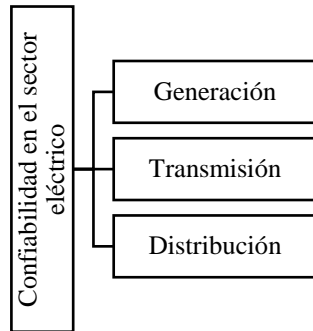 Confiabilidad en el sector
eléctrico
Generación
Transmisión
Distribución